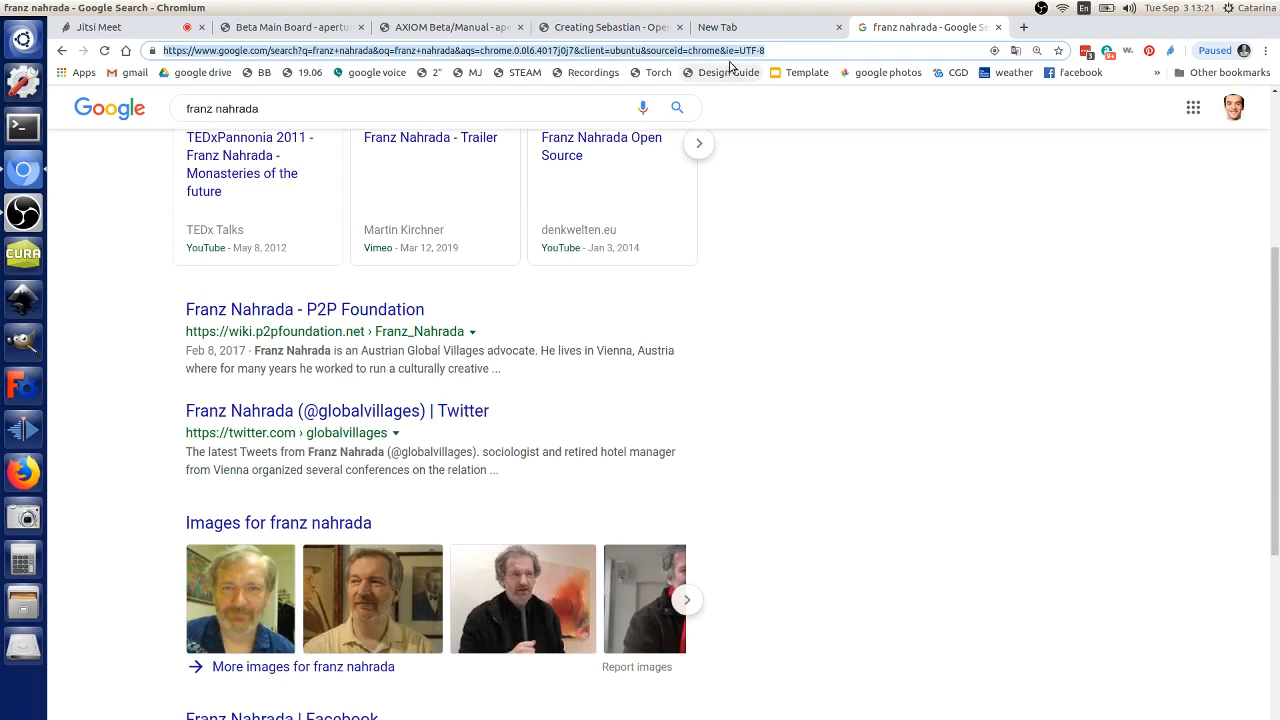 franz nahrada - Google Search - Chromium
En
Tue Sep 3 13:21
Catarina
Jitsi Meet
Beta Mainboard - apertur
AXIOM Beta/Manual - ape
Creating Sebastian - Open
New Tab
franz nahrada - Google Se
https://www.google.com/search?q=franz+nahrada&oq=franz+nahrada&aqs=chrome.0.0l6.4017j0j7&client=ubuntu&sourceid=chrome&ie=UTF-8
3
9+
W.
Paused
Apps
gmail
google drive
BB
19.06
google voice
2"
MJ
STEAM
Recordings
Torch
Design Guide
Template
google photos
CGD
weather
facebook
»
Other bookmarks
Google
franz nahrada
TEDxPannonia 2011 -
Franz Nahrada -
Monasteries of the
future
TEDx Talks
YouTube - May 8, 2012
Franz Nahrada - Trailer
Martin Kirchner
Vimeo - Mar 12, 2019
Franz Nahrada Open
Source
denkwelten.eu
YouTube - Jan 3, 2014
Franz Nahrada - P2P Foundation
https://wiki.p2pfoundation.net › Franz_Nahrada
Feb 8, 2017 - Franz Nahrada is an Austrian Global Villages advocate. He lives in Vienna, Austria
where for many years he worked to run a culturally creative ...
Franz Nahrada (@globalvillages) | Twitter
https://twitter.com › globalvillages
The latest Tweets from Franz Nahrada (@globalvillages). sociologist and retired hotel manager
from Vienna organized several conferences on the relation ...
Images for franz nahrada
More images for franz nahrada
Report images
Franz Nahrada | Facebook
CURA